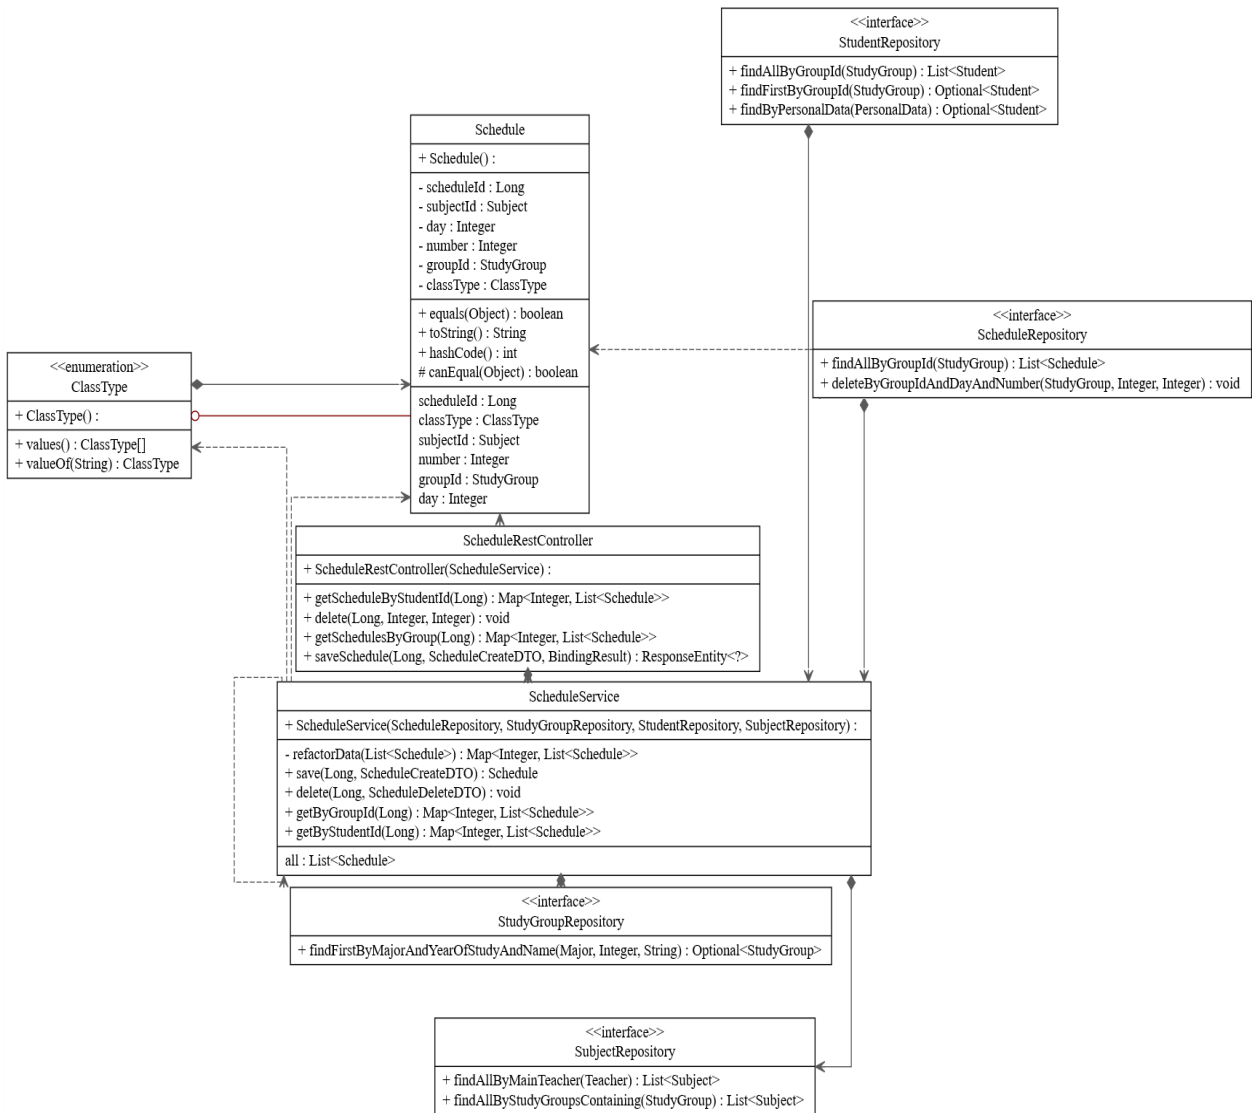 <<interface>>
StudentRepository
+ findAllByGroupId(StudyGroup) : List<Student>
+ findFirstByGroupId(StudyGroup) : Optional<Student>
+ findByPersonalData(PersonalData) : Optional<Student>
Schedule
+ Schedule() :
- scheduleId : Long
- subjectId : Subject
- day : Integer
- number : Integer
- groupId : StudyGroup
- classType : ClassType
+ equals(Object) : boolean
+ toString() : String
+ hashCode() : int
# canEqual(Object) : boolean
scheduleId : Long
classType : ClassType
subjectId : Subject
number : Integer
groupId : StudyGroup
day : Integer
<<interface>>
ScheduleRepository
+ findAllByGroupId(StudyGroup) : List<Schedule>
+ deleteByGroupIdAndDayAndNumber(StudyGroup, Integer, Integer) : void
<<enumeration>>
ClassType
+ ClassType() :
+ values() : ClassType[]
+ valueOf(String) : ClassType
ScheduleRestController
+ ScheduleRestController(ScheduleService) :
+ getScheduleByStudentId(Long) : Map<Integer, List<Schedule>>
+ delete(Long, Integer, Integer) : void
+ getSchedulesByGroup(Long) : Map<Integer, List<Schedule>>
+ saveSchedule(Long, ScheduleCreateDTO, BindingResult) : ResponseEntity<?>
ScheduleService
+ ScheduleService(ScheduleRepository, StudyGroupRepository, StudentRepository, SubjectRepository) :
- refactorData(List<Schedule>) : Map<Integer, List<Schedule>>
+ save(Long, ScheduleCreateDTO) : Schedule
+ delete(Long, ScheduleDeleteDTO) : void
+ getByGroupId(Long) : Map<Integer, List<Schedule>>
+ getByStudentId(Long) : Map<Integer, List<Schedule>>
all : List<Schedule>
<<interface>>
StudyGroupRepository
+ findFirstByMajorAndYearOfStudyAndName(Major, Integer, String) : Optional<StudyGroup>
<<interface>>
SubjectRepository
+ findAllByMainTeacher(Teacher) : List<Subject>
+ findAllByStudyGroupsContaining(StudyGroup) : List<Subject>